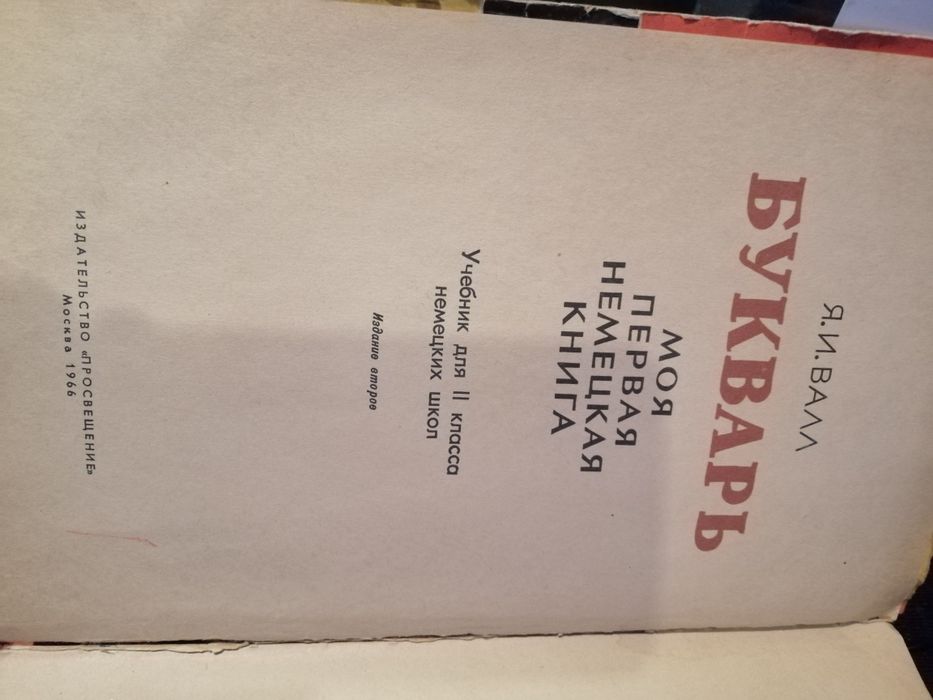 Я. И. ВАЛЛ
БУКВАРЬ
МОЯ
ПЕРВАЯ
НЕМЕЦКАЯ
КНИГА
Учебник для II класса
немецких школ
Издание второе
ИЗДАТЕЛЬСТВО «ПРОСВЕЩЕНИЕ»
Москва 1966